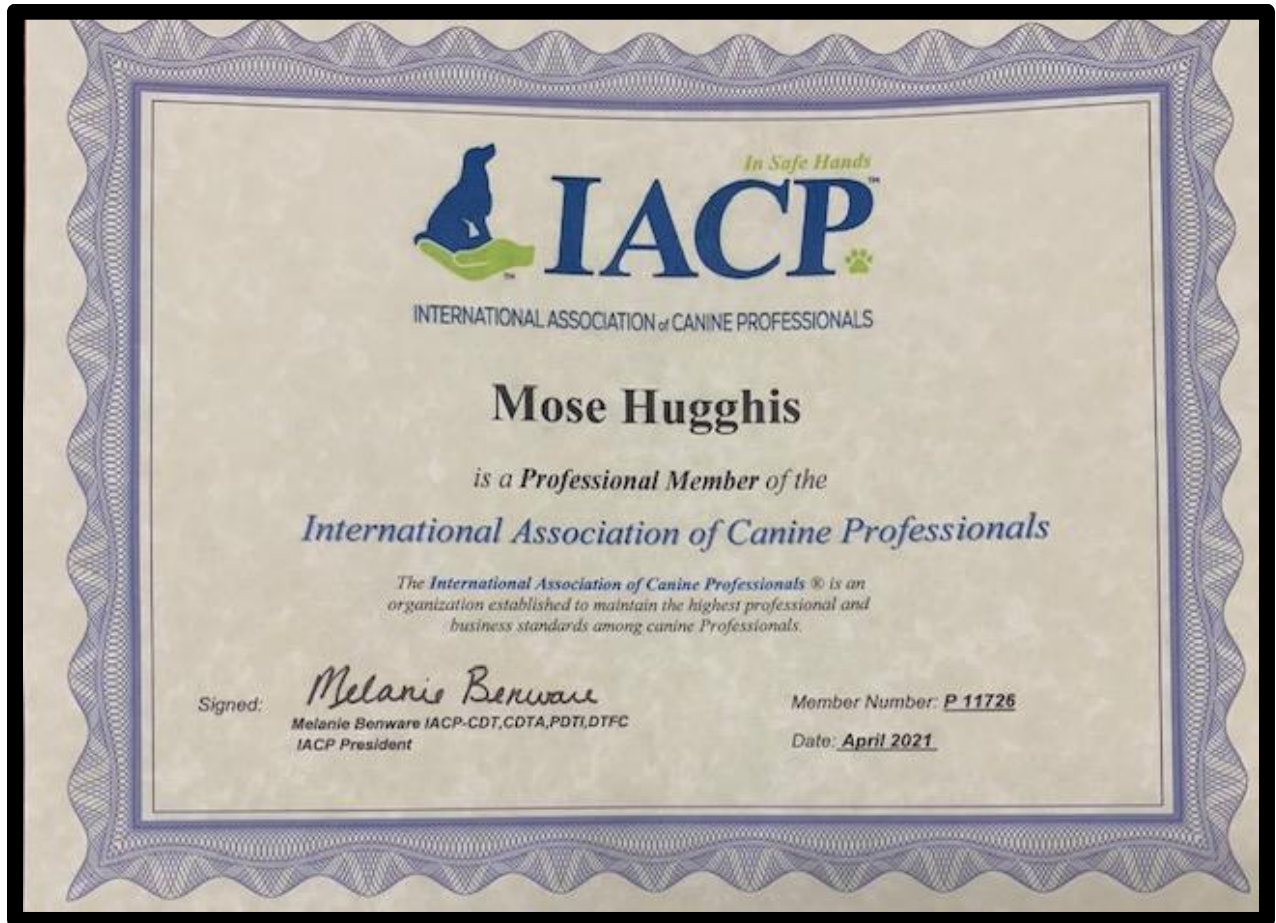 In Safe Hands
IACP™
™
INTERNATIONAL ASSOCIATION of CANINE PROFESSIONALS
Mose Hugghis
is a Professional Member of the
International Association of Canine Professionals
The International Association of Canine Professionals ® is an
organization established to maintain the highest professional and
business standards among canine Professionals.
Signed: Melanie Benware
Melanie Benware IACP-CDT,CDTA,PDTI,DTFC
IACP President
Member Number: P 11726
Date: April 2021